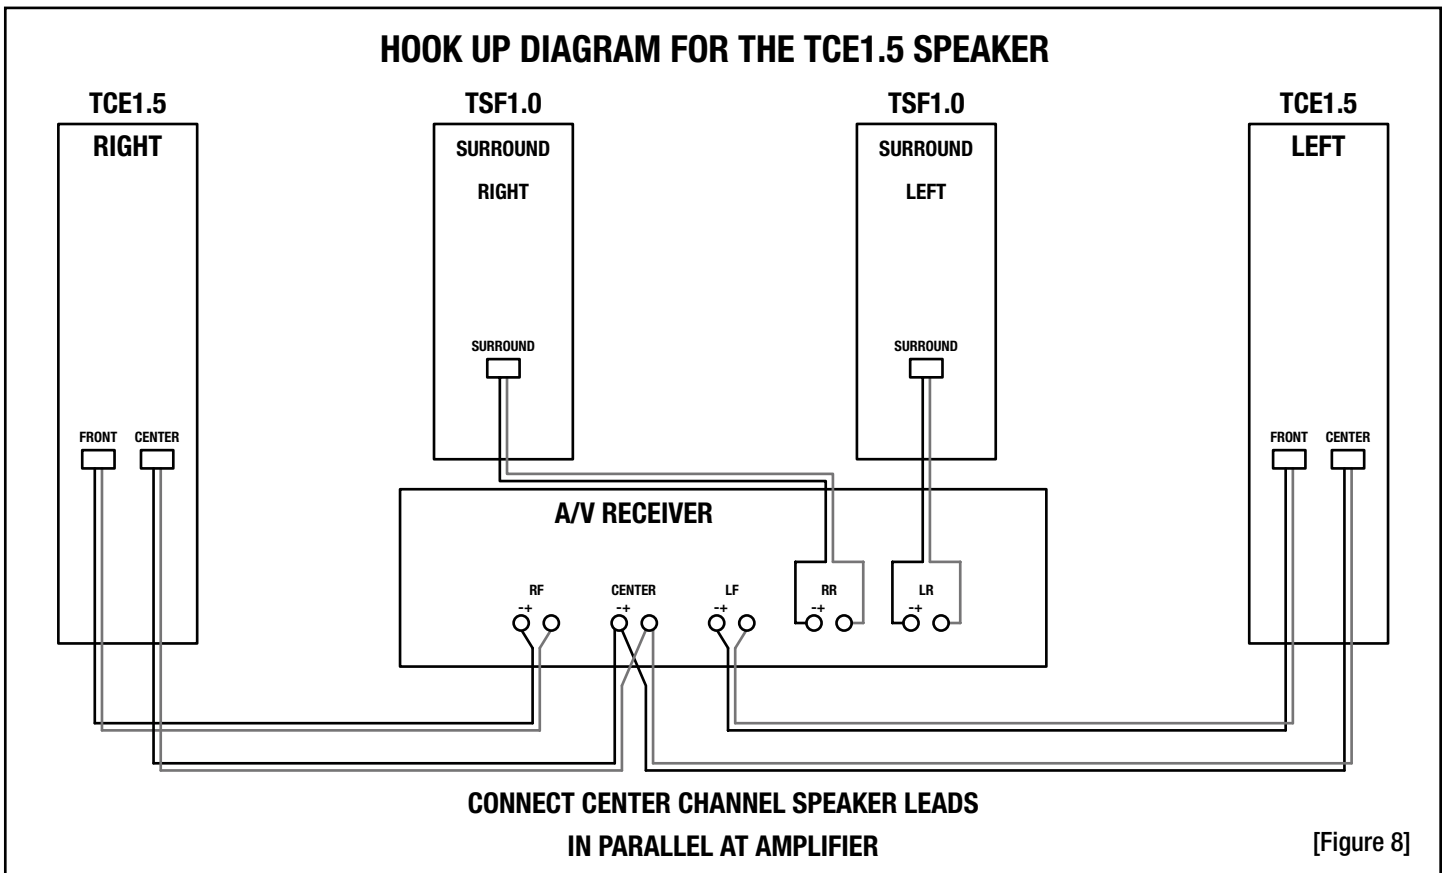 HOOK UP DIAGRAM FOR THE TCE1.5 SPEAKER
TCE1.5
TSF1.0
TSF1.0
TCE1.5
RIGHT
SURROUND
RIGHT
SURROUND
LEFT
LEFT
SURROUND
SURROUND
FRONT CENTER
FRONT CENTER
A/V RECEIVER
RF
CENTER
LF
RR
LR
-+
-+
-+
-+
-+
CONNECT CENTER CHANNEL SPEAKER LEADS
IN PARALLEL AT AMPLIFIER
[Figure 8]